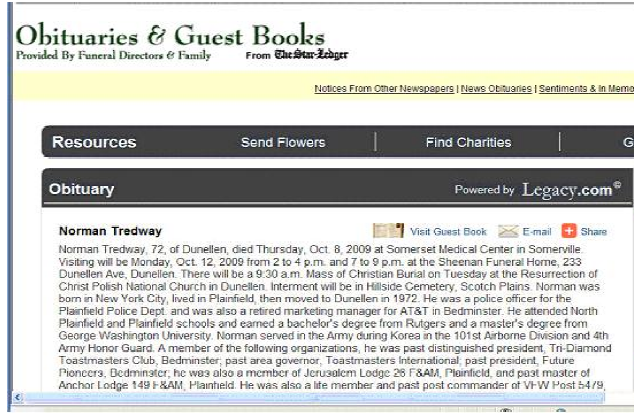 Obituaries & Guest Books
Provided By Funeral Directors & Family From The Star-Ledger
Notices From Other Newspapers | News Obituaries | Sentiments & In Memo
Resources Send Flowers | Find Charities | G
Obituary Powered by Legacy.com®
Norman Tredway Visit Guest Book E-mail Share
Norman Tredway, 72, of Dunellen, died Thursday, Oct. 8, 2009 at Somerset Medical Center in Somerville.
Visiting will be Monday, Oct. 12, 2009 from 2 to 4 p.m. and 7 to 9 p.m. at the Sheenan Funeral Home, 233
Dunellen Ave, Dunellen. There will be a 9:30 a.m. Mass of Christian Burial on Tuesday at the Resurrection of
Christ Polish National Church in Dunellen. Interment will be in Hillside Cemetery, Scotch Plains. Norman was
born in New York City, lived in Plainfield, then moved to Dunellen in 1972. He was a police officer for the
Plainfield Police Dept. and was also a retired marketing manager for AT&T in Bedminster. He attended North
Plainfield and Plainfield schools and earned a bachelor's degree from Rutgers and a master's degree from
George Washington University. Norman served in the Army during Korea in the 101st Airborne Division and 4th
Army Honor Guard. A member of the following organizations, he was past distinguished president, Tri-Diamond
Toastmasters Club, Bedminster; past area governor, Toastmasters International; past president, Future
Pioneers, Bedminster; he was also a member of Jerusalem Lodge 26 F&AM, Plainfield, and past master of
Anchor Lodge 149 F&AM, Plainfield. He was also a life member and past post commander of VFW Post 5479,